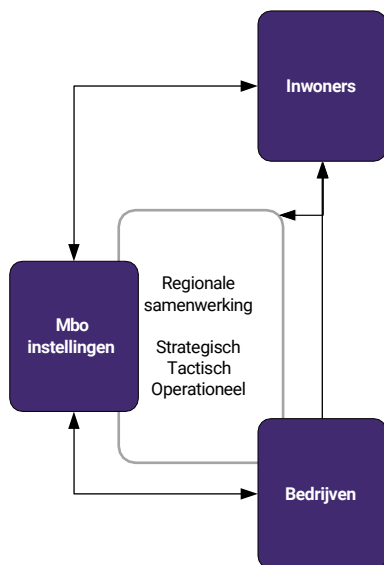 Inwoners
Regionale
samenwerking
Strategisch
Tactisch
Operationeel
Mbo
instellingen
Bedrijven